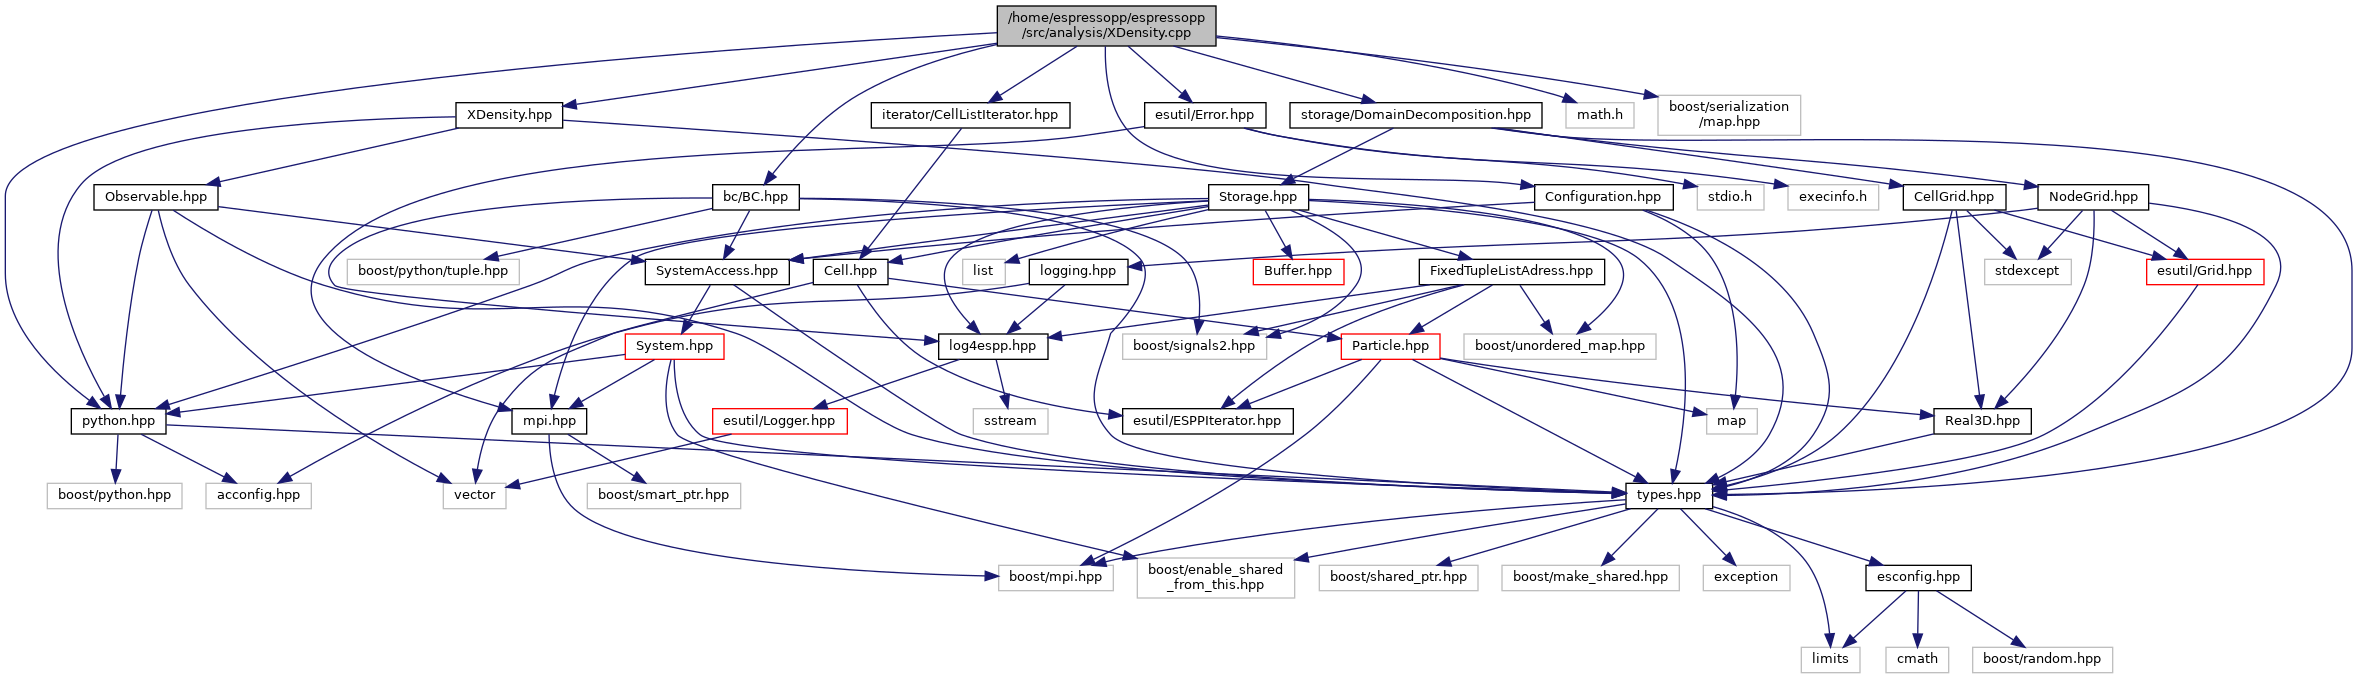 /home/espressopp/espressopp
/src/analysis/XDensity.cpp
XDensity.hpp
iterator/CellListIterator.hpp
esutil/Error.hpp
storage/DomainDecomposition.hpp
math.h
boost/serialization
/map.hpp
Observable.hpp
bc/BC.hpp
Storage.hpp
Configuration.hpp
stdio.h
execinfo.h
CellGrid.hpp
NodeGrid.hpp
boost/python/tuple.hpp
SystemAccess.hpp
Cell.hpp
list
logging.hpp
Buffer.hpp
FixedTupleListAdress.hpp
stdexcept
esutil/Grid.hpp
System.hpp
log4espp.hpp
boost/signals2.hpp
Particle.hpp
boost/unordered_map.hpp
python.hpp
mpi.hpp
esutil/Logger.hpp
sstream
esutil/ESPPIterator.hpp
map
Real3D.hpp
boost/python.hpp
acconfig.hpp
vector
boost/smart_ptr.hpp
types.hpp
boost/mpi.hpp
boost/enable_shared
_from_this.hpp
boost/shared_ptr.hpp
boost/make_shared.hpp
exception
esconfig.hpp
limits
cmath
boost/random.hpp